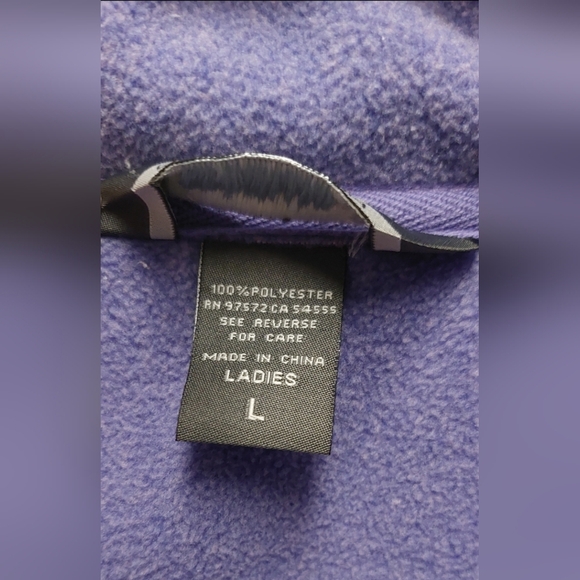 100%POLYESTER
RN 97572 CA 54555
SEE REVERSE
FOR CARE
MADE IN CHINA
LADIES
L